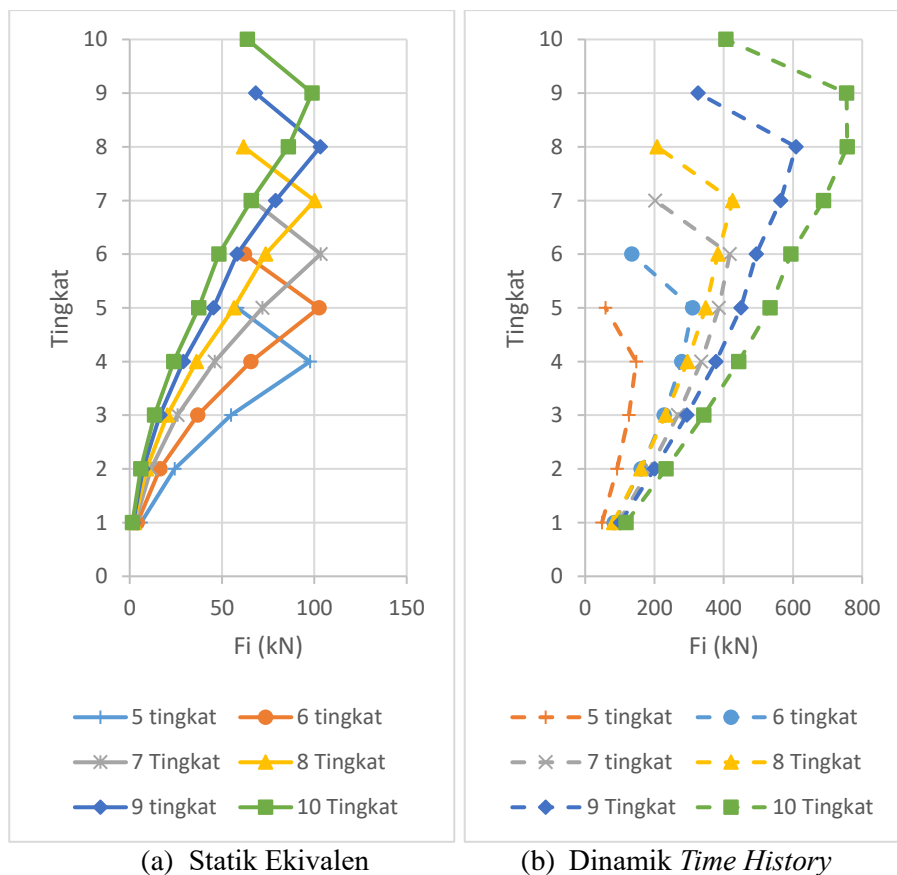 10
9
8
7
6
5
4
3
2
1
0
Tingkat
0 50 100 150
Fi (kN)
5 tingkat 6 tingkat
7 Tingkat 8 Tingkat
9 tingkat 10 Tingkat
(a) Statik Ekivalen
10
9
8
7
6
5
4
3
2
1
0
Tingkat
0 200 400 600 800
Fi (kN)
5 tingkat 6 tingkat
7 tingkat 8 Tingkat
9 Tingkat 10 Tingkat
(b) Dinamik Time History